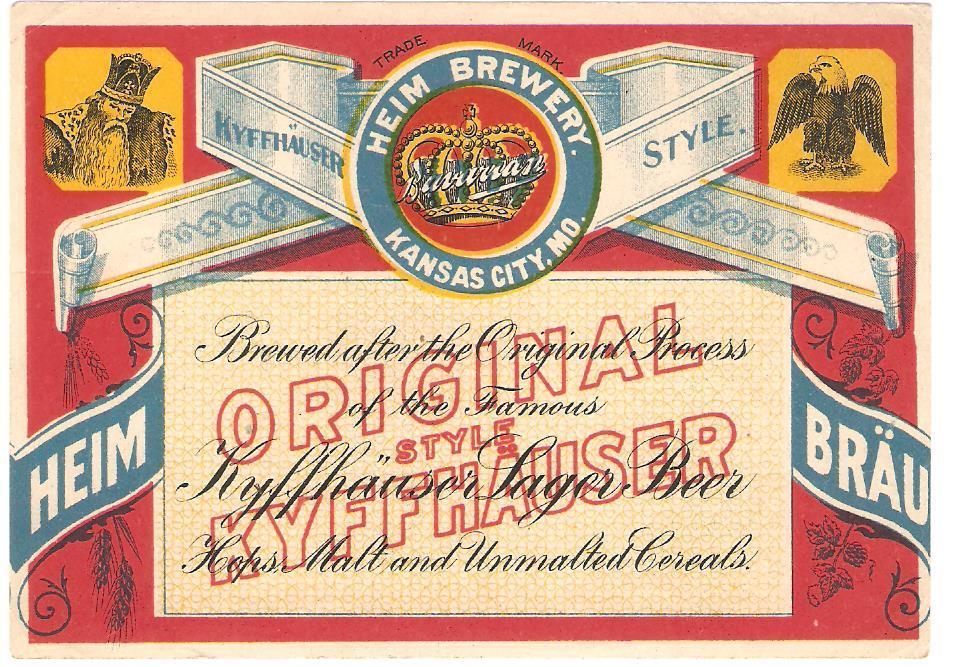 TRADE MARK.
HEIM BREWERY.
KYFFHÄUSER STYLE.
Bavarian
KANSAS CITY, MO.
Brewed after the Original Process
of the Famous
Kyffhäuser Lager Beer
Hops. Malt and Unmalted Cereals.
ORIGINAL
STYLE
KYFFHÄUSER
HEIM BRÄU